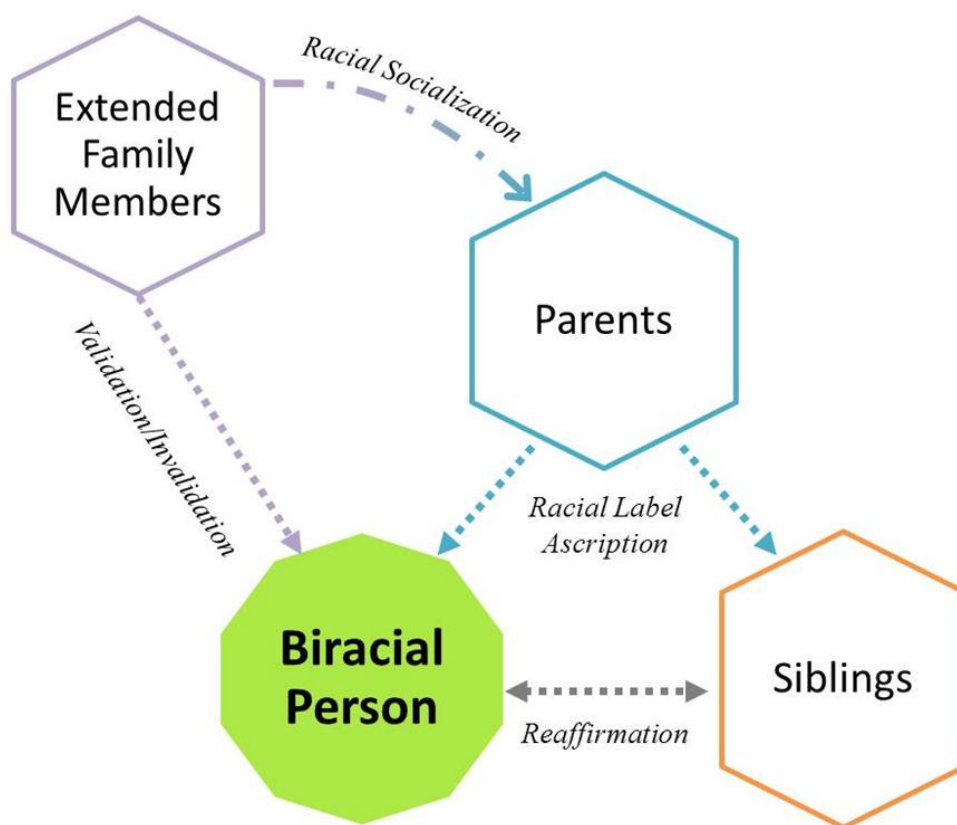 Extended
Family
Members
Racial Socialization
Parents
Validation/Invalidation
Racial Label
Ascription
Biracial
Person
Siblings
Reaffirmation